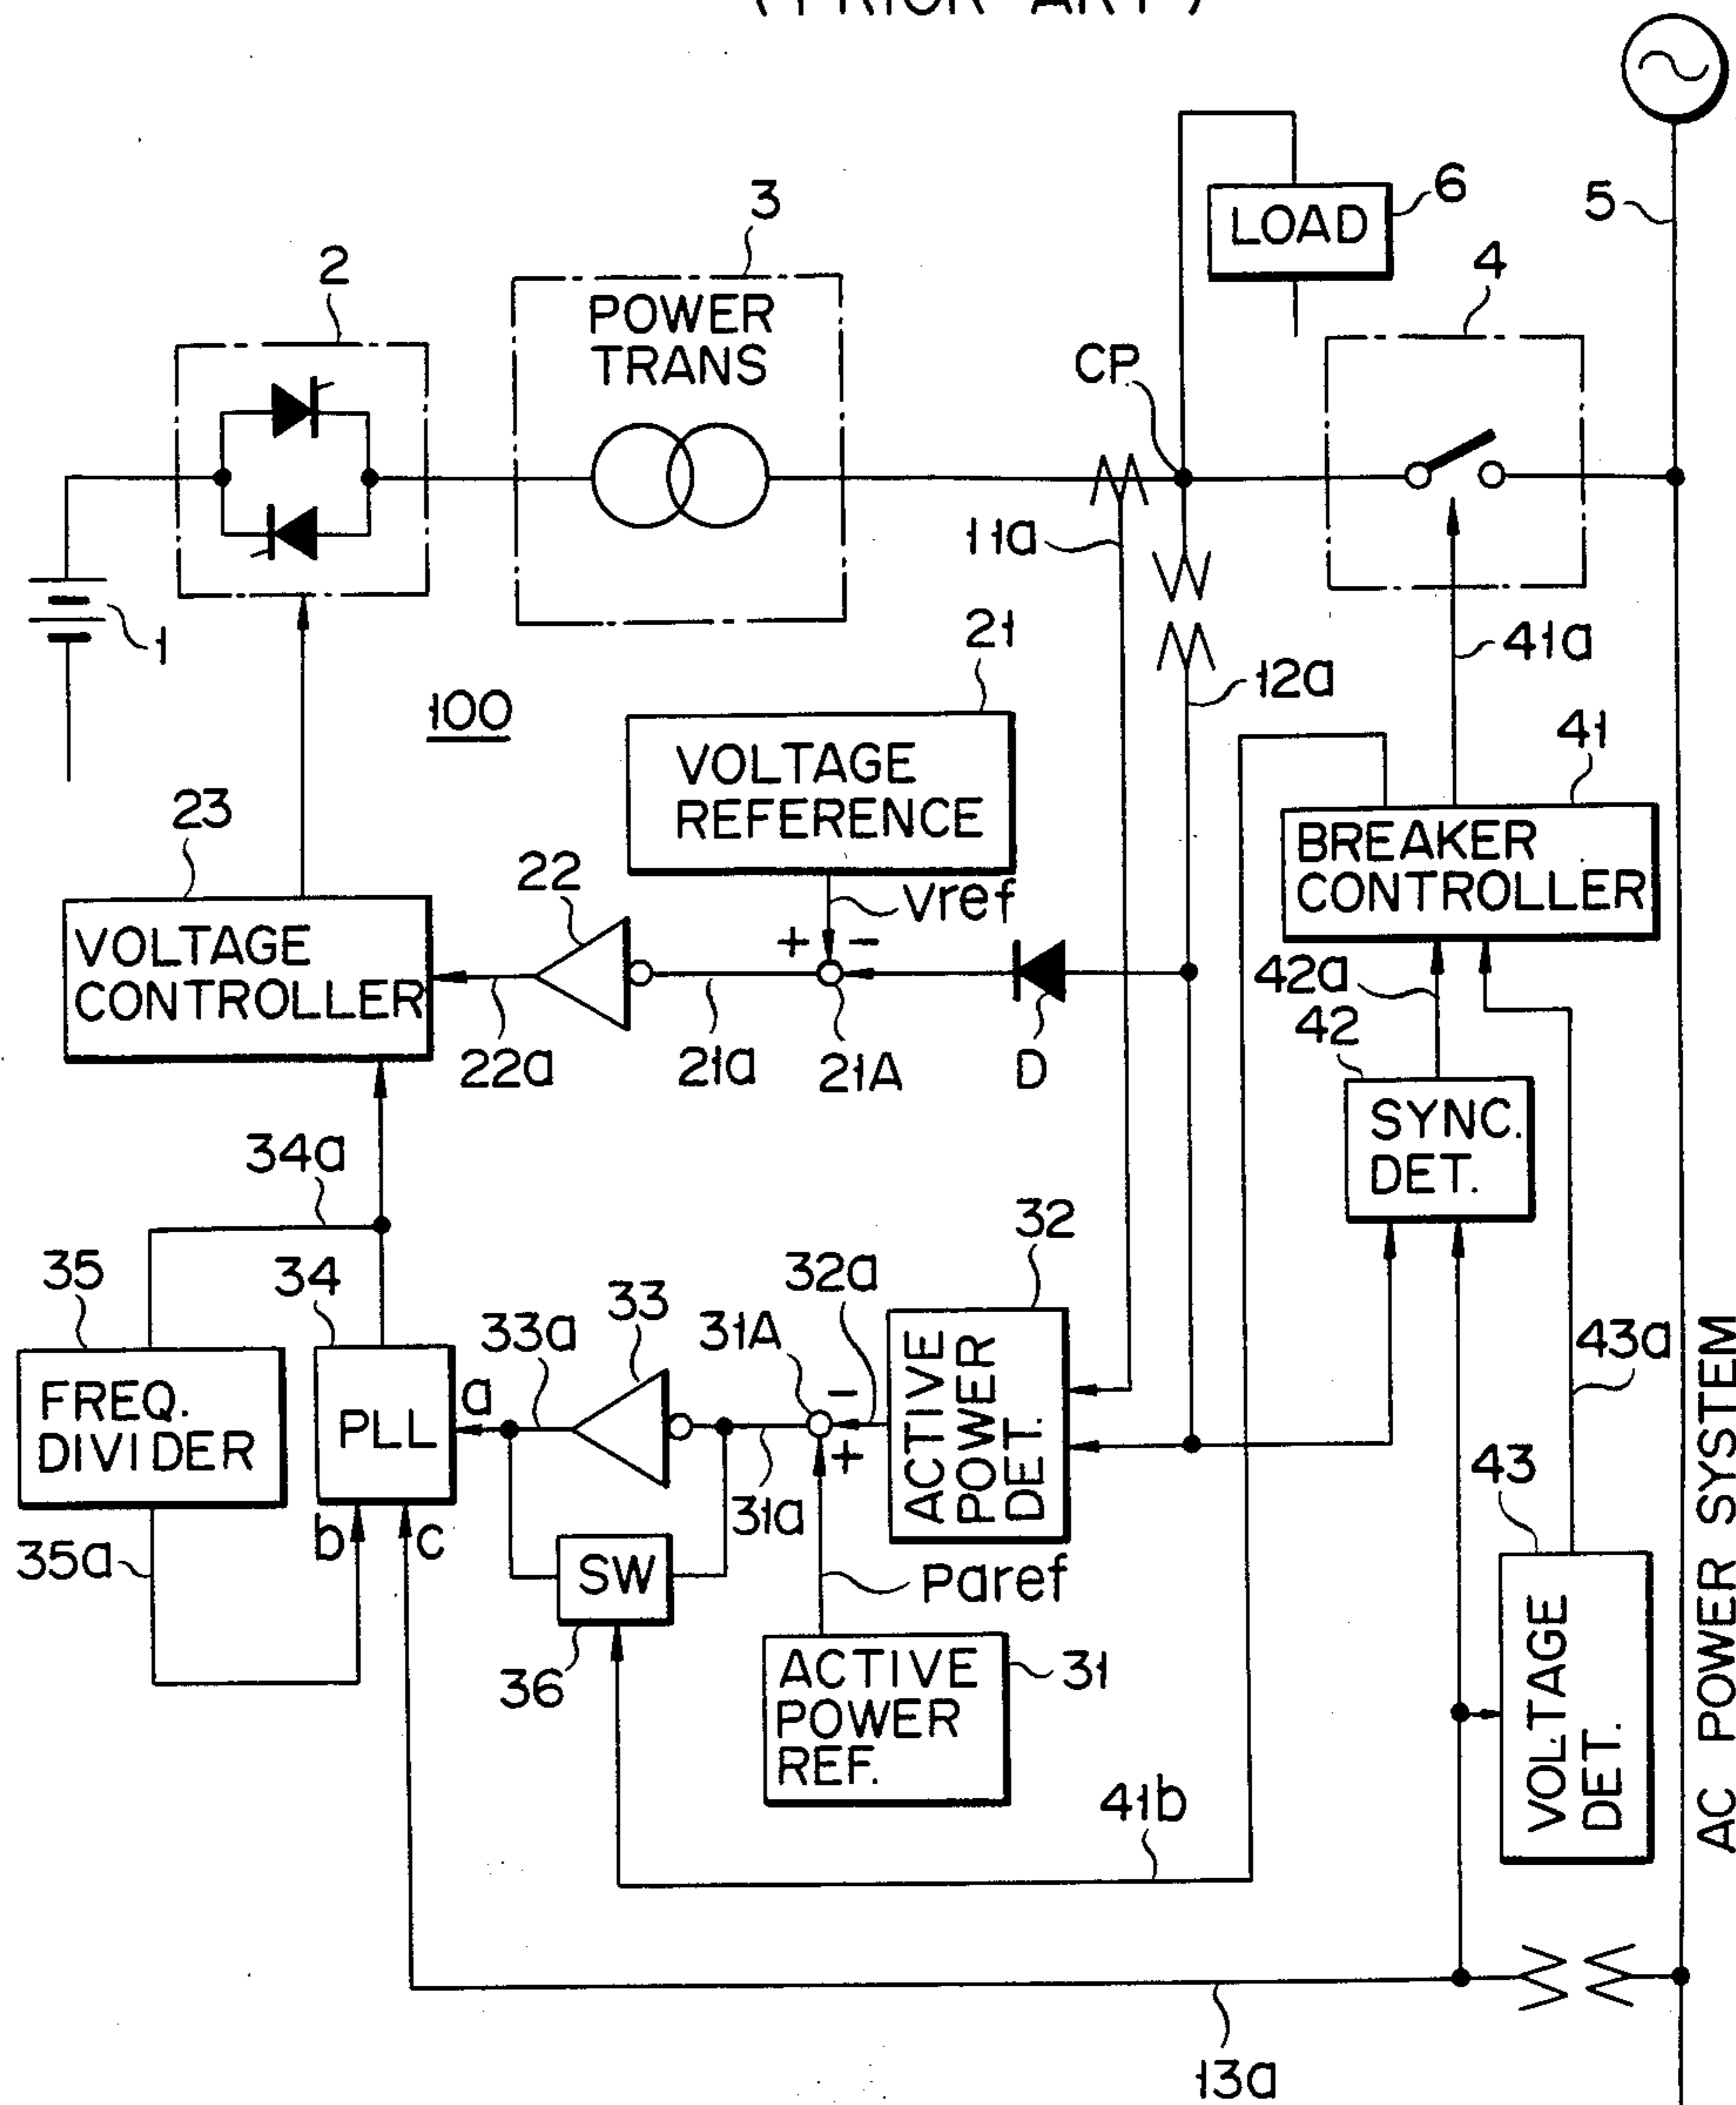 ( PRIOR ART )
3
6
LOAD
5
2
4
POWER
TRANS
CP
11a
1
21
41a
12a
100
41
VOLTAGE
REFERENCE
23
BREAKER
CONTROLLER
22
Vref
+ -
VOLTAGE
CONTROLLER
42a
42
22a
21a
21A
D
SYNC.
DET.
34a
32
35
34
32a
33
33a
31A
43a
-
ACTIVE
POWER
DET.
FREQ.
DIVIDER
PLL
a
+
43
31a
b
c
35a
SW
Paref
AC POWER SYSTEM
VOLTAGE
DET.
36
ACTIVE
POWER
REF.
31
41b
13a